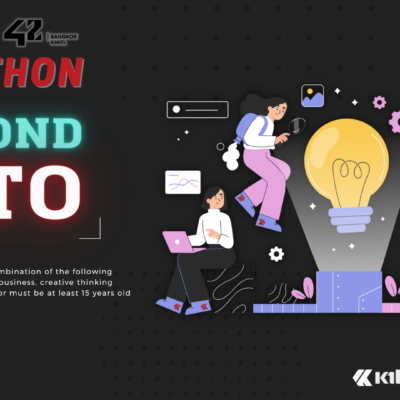 42 BANGKOK
KMITL
THON
OND
TO
mbination of the following
business, creative thinking
or must be at least 15 years old
K1